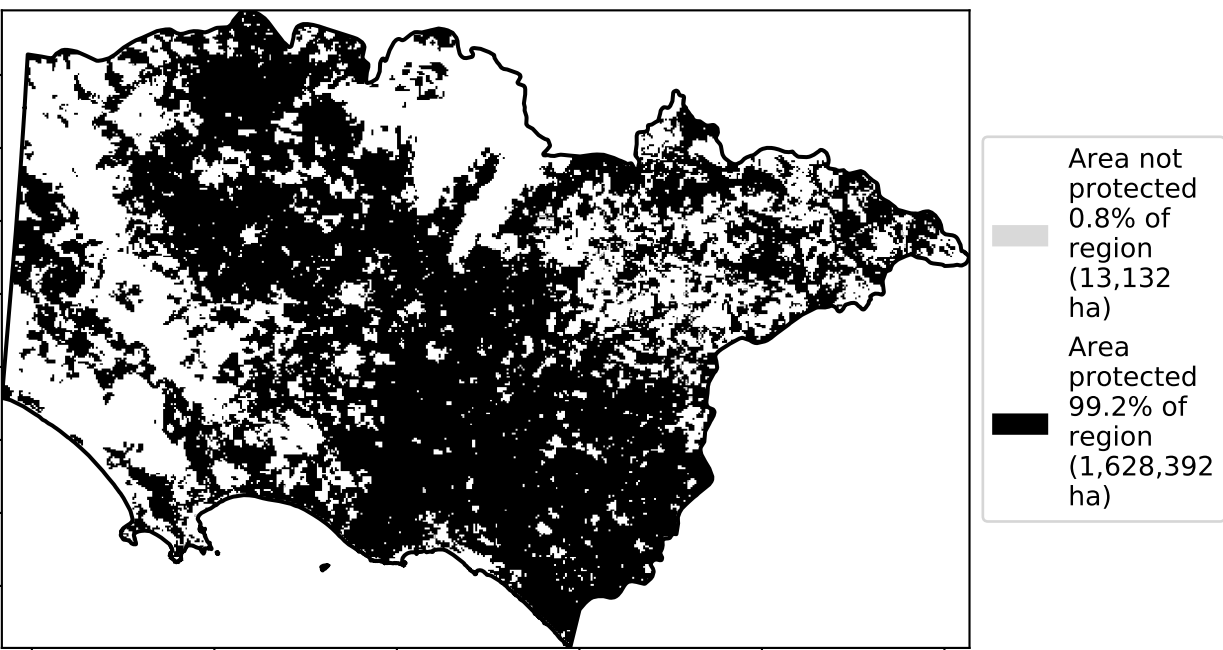 Area not
protected
0.8% of
region
(13,132
ha)
Area
protected
99.2% of
region
(1,628,392
ha)